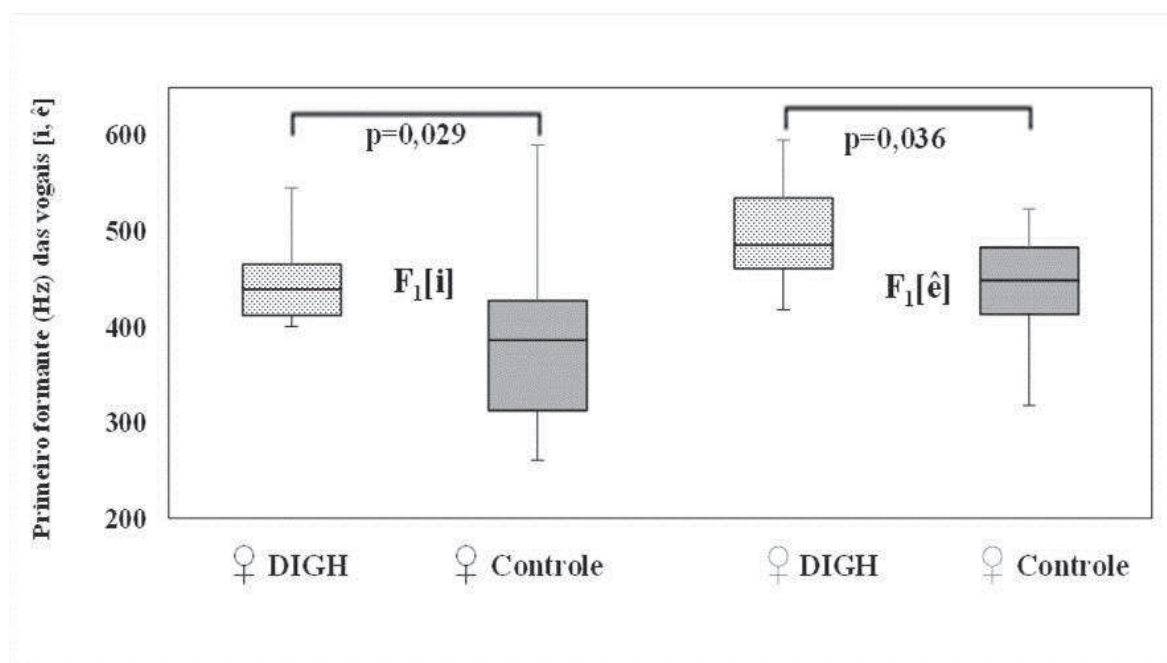 Primeiro formante (Hz) das vogais [i, ê]
600
500
400
300
200
p=0,029
p=0,036
F₁[i]
F₁[ê]
♀ DIGH
♀ Controle
♀ DIGH
♀ Controle